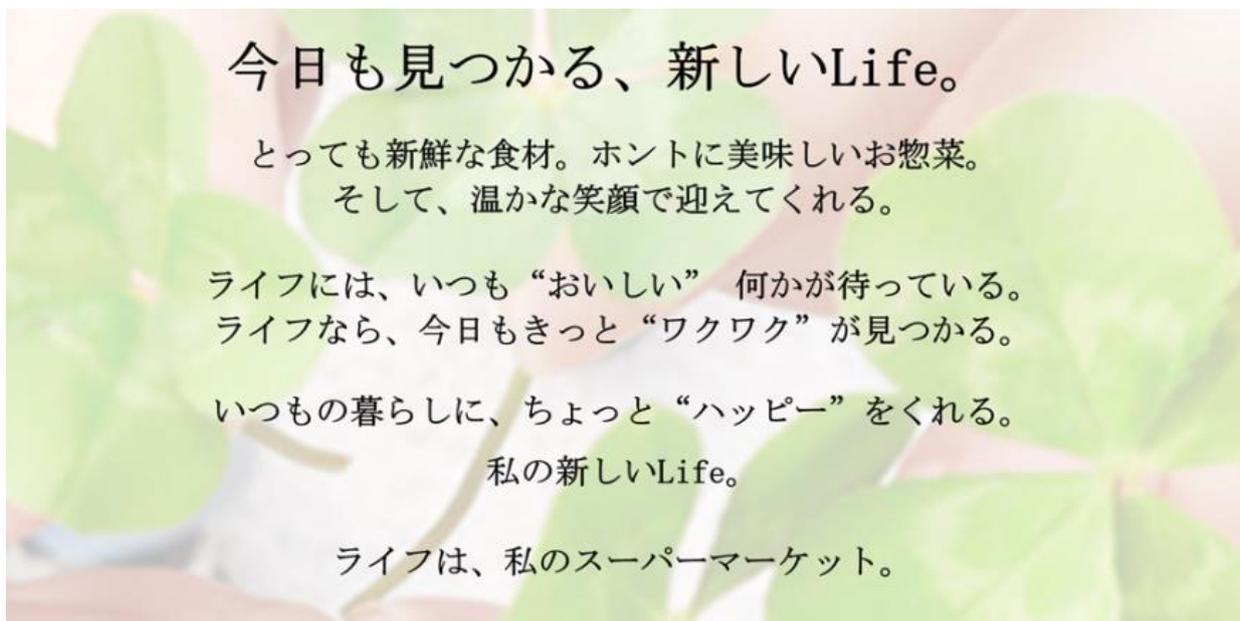 今日も見つかる、新しいLife。
とっても新鮮な食材。ホントに美味しいお惣菜。
そして、温かな笑顔で迎えてくれる。
ライフには、いつも“おいしい”　何かが待っている。
ライフなら、今日もきっと“ワクワク”が見つかる。
いつもの暮らしに、ちょっと“ハッピー”をくれる。
私の新しいLife。
ライフは、私のスーパーマーケット。